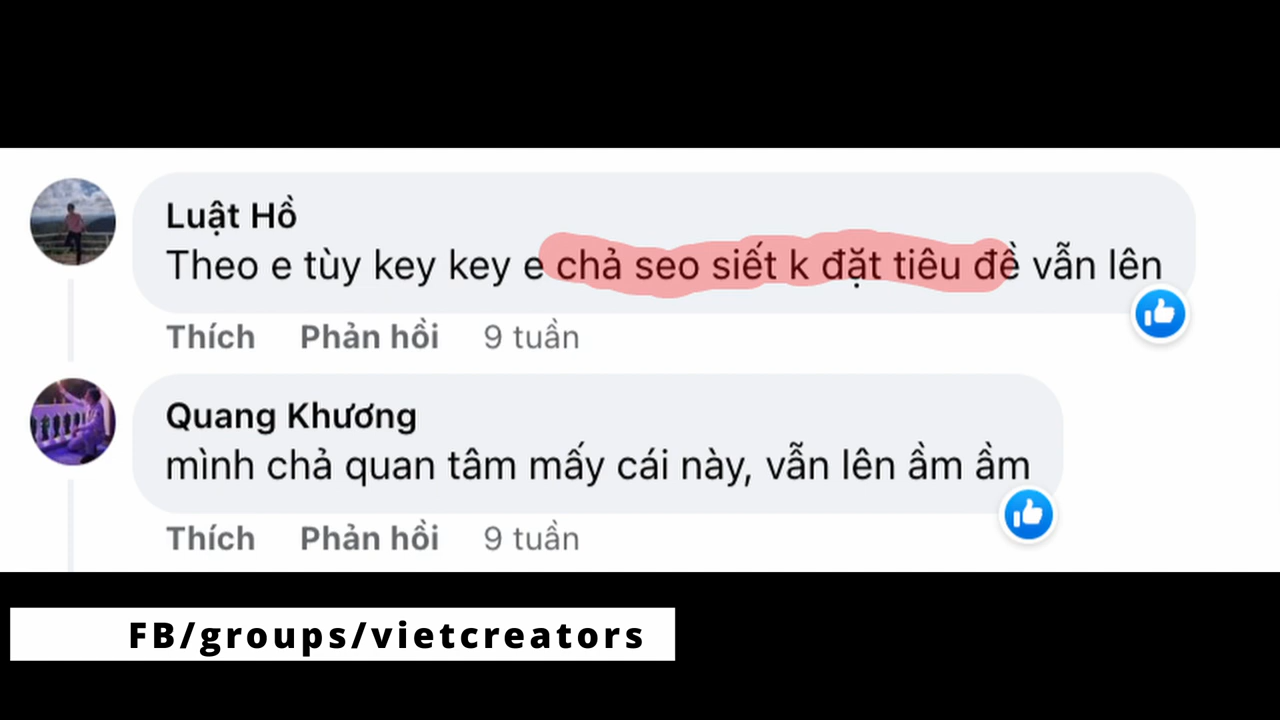 Luật Hồ
Theo e tùy key key e chả seo siết k đặt tiêu đề vẫn lên
Thích Phản hồi 9 tuần
Quang Khương
mình chả quan tâm mấy cái này, vẫn lên ầm ầm
Thích Phản hồi 9 tuần
FB/groups/vietcreators